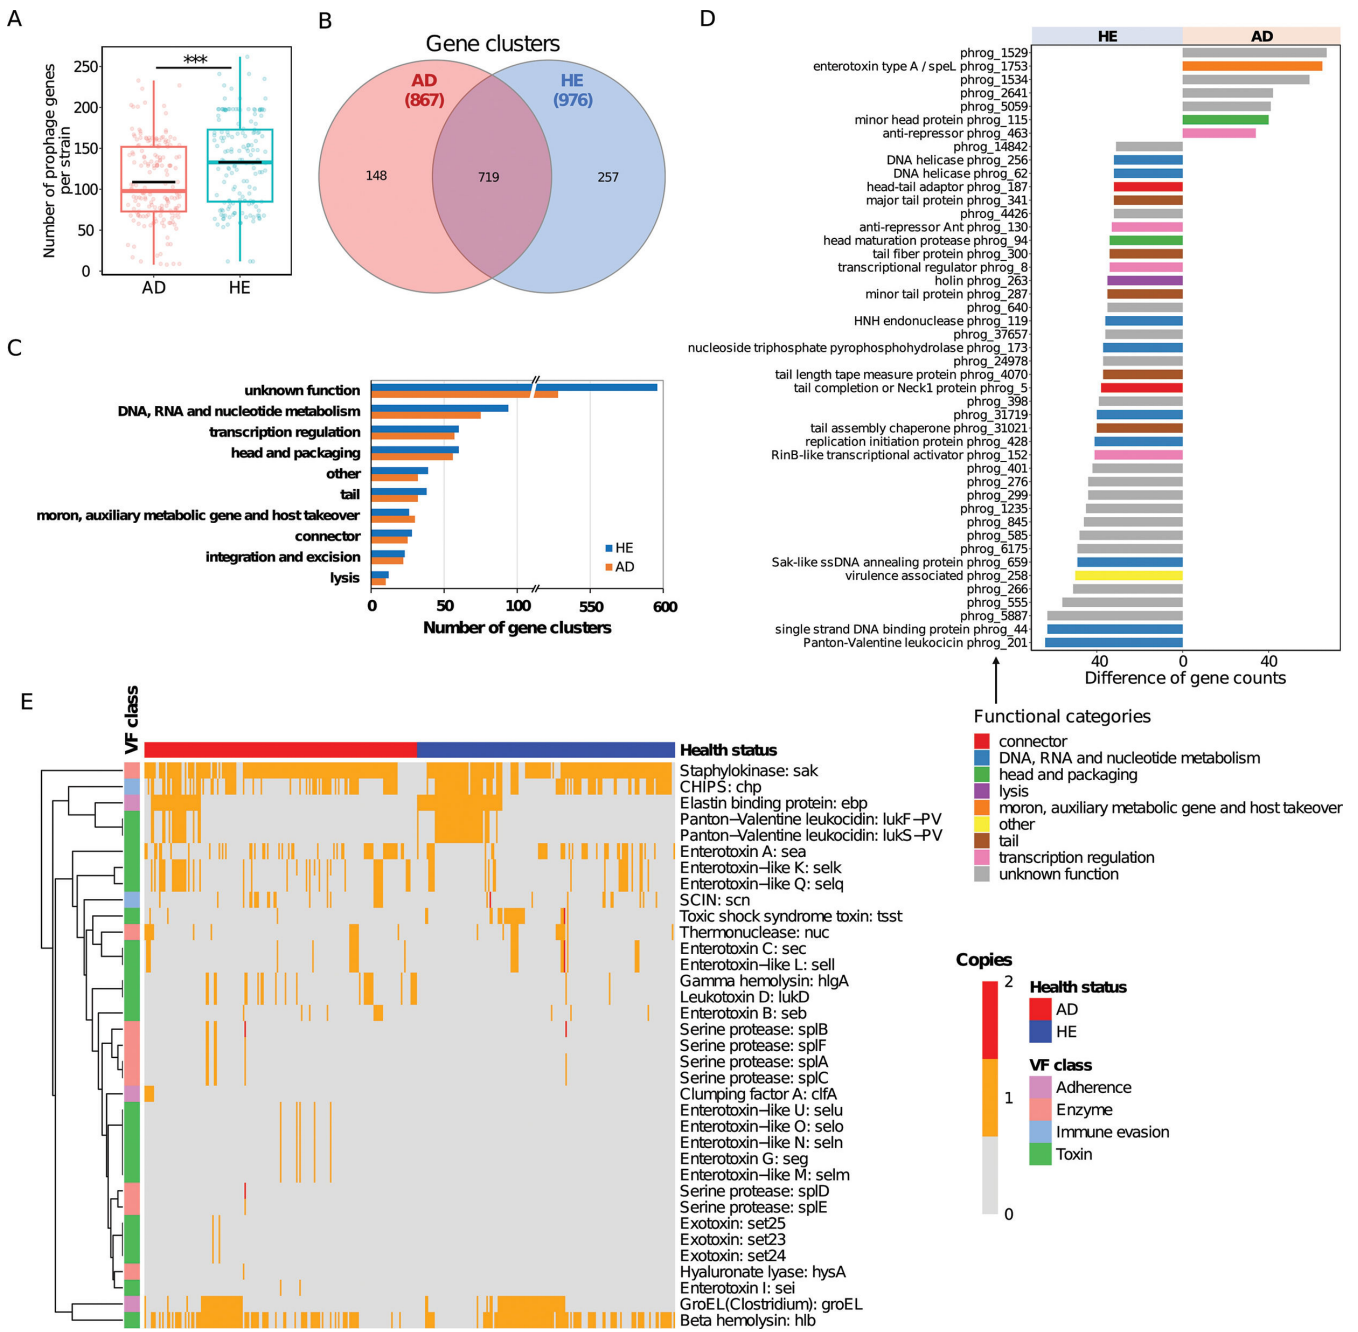 A
Number of prophage genes
per strain
250
200
150
100
50
0
***
AD
HE
B
Gene clusters
AD
(867)
HE
(976)
148
719
257
C
unknown function
DNA, RNA and nucleotide metabolism
transcription regulation
head and packaging
other
tail
moron, auxiliary metabolic gene and host takeover
connector
integration and excision
lysis
HE
AD
0
50
100
550
600
Number of gene clusters
D
HE
AD
phrog_1529
enterotoxin type A / speL phrog_1753
phrog_1534
phrog_2641
phrog_5059
minor head protein phrog_115
anti-repressor phrog_463
phrog_14842
DNA helicase phrog_256
DNA helicase phrog_62
head-tail adaptor phrog_187
major tail protein phrog_341
phrog_4426
anti-repressor Ant phrog_130
head maturation protease phrog_94
tail fiber protein phrog_300
transcriptional regulator phrog_8
holin phrog_263
minor tail protein phrog_287
phrog_640
HNH endonuclease phrog_119
phrog_37657
nucleoside triphosphate pyrophosphohydrolase phrog_173
phrog_24978
tail length tape measure protein phrog_4070
tail completion or Neck1 protein phrog_5
phrog_398
phrog_31719
tail assembly chaperone phrog_31021
replication initiation protein phrog_428
RinB-like transcriptional activator phrog_152
phrog_401
phrog_276
phrog_299
phrog_1235
phrog_845
phrog_585
phrog_6175
Sak-like ssDNA annealing protein phrog_659
virulence associated phrog_258
phrog_266
phrog_555
phrog_5887
single strand DNA binding protein phrog_44
Panton-Valentine leukocicin phrog_201
40
0
40
Difference of gene counts
Functional categories
connector
DNA, RNA and nucleotide metabolism
head and packaging
lysis
moron, auxiliary metabolic gene and host takeover
other
tail
transcription regulation
unknown function
E
VF class
Health status
Staphylokinase: sak
CHIPS: chp
Elastin binding protein: ebp
Panton−Valentine leukocidin: lukF−PV
Panton−Valentine leukocidin: lukS−PV
Enterotoxin A: sea
Enterotoxin−like K: selk
Enterotoxin−like Q: selq
SCIN: scn
Toxic shock syndrome toxin: tsst
Thermonuclease: nuc
Enterotoxin C: sec
Enterotoxin−like L: sell
Gamma hemolysin: hlgA
Leukotoxin D: lukD
Enterotoxin B: seb
Serine protease: splB
Serine protease: splF
Serine protease: splA
Serine protease: splC
Clumping factor A: clfA
Enterotoxin−like U: selu
Enterotoxin−like O: selo
Enterotoxin−like N: seln
Enterotoxin G: seg
Enterotoxin−like M: selm
Serine protease: splD
Serine protease: splE
Exotoxin: set25
Exotoxin: set23
Exotoxin: set24
Hyaluronate lyase: hysA
Enterotoxin I: sei
GroEL(Clostridium): groEL
Beta hemolysin: hlb
Copies
2
1
0
Health status
AD
HE
VF class
Adherence
Enzyme
Immune evasion
Toxin